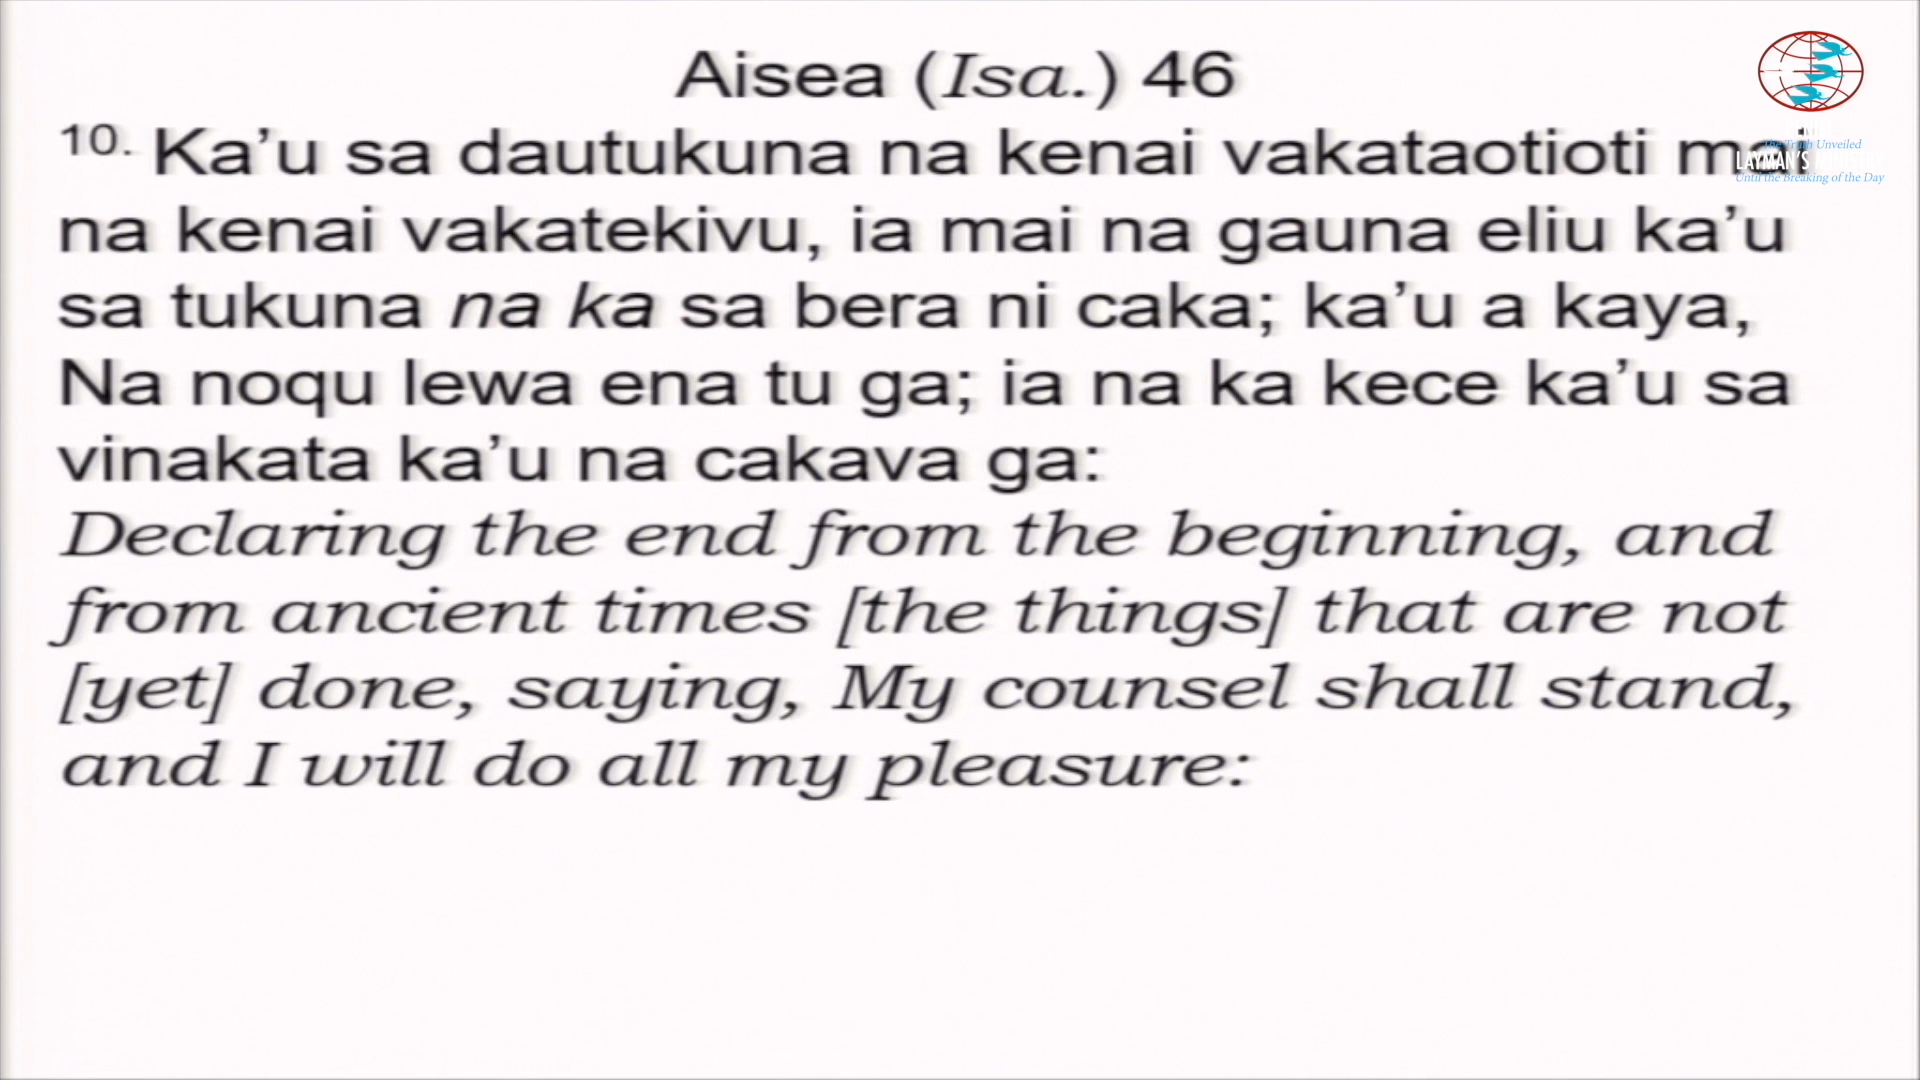 Aisea (Isa.) 46
10. Ka’u sa dautukuna na kenai vakataotioti mai
na kenai vakatekivu, ia mai na gauna eliu ka’u
sa tukuna na ka sa bera ni caka; ka’u a kaya,
Na noqu lewa ena tu ga; ia na ka kece ka’u sa
vinakata ka’u na cakava ga:
Declaring the end from the beginning, and
from ancient times [the things] that are not
[yet] done, saying, My counsel shall stand,
and I will do all my pleasure:
The Truth Unveiled
LAYMAN'S
Until the Breaking of the Day